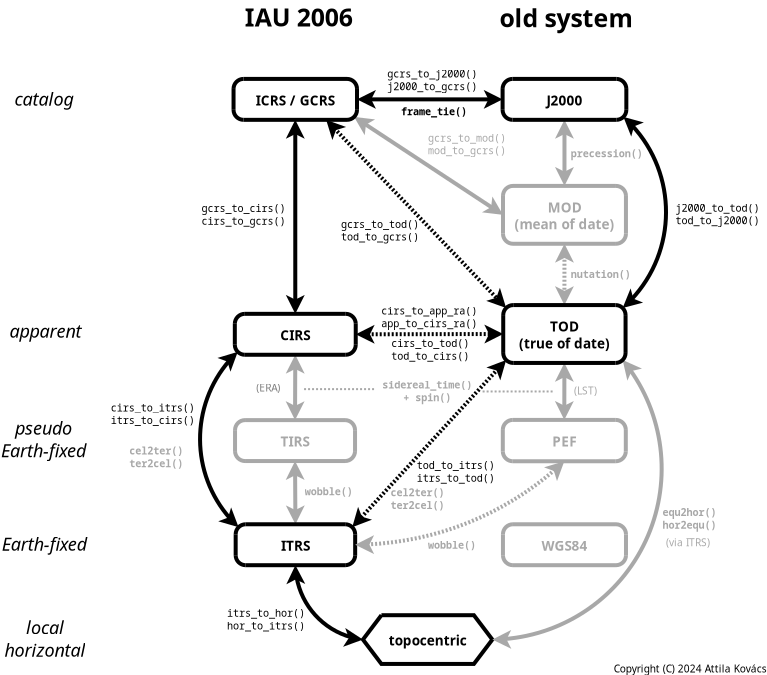 IAU 2006
old system
catalog
ICRS / GCRS
gcrs_to_j2000()
j2000_to_gcrs()
frame_tie()
J2000
gcrs_to_mod()
mod_to_gcrs()
precession()
MOD
(mean of date)
gcrs_to_cirs()
cirs_to_gcrs()
gcrs_to_tod()
tod_to_gcrs()
j2000_to_tod()
tod_to_j2000()
nutation()
apparent
CIRS
cirs_to_app_ra()
app_to_cirs_ra()
cirs_to_tod()
tod_to_cirs()
TOD
(true of date)
(ERA)
sidereal_time()
+ spin()
(LST)
cirs_to_itrs()
itrs_to_cirs()
cel2ter()
ter2cel()
pseudo
Earth-fixed
TIRS
PEF
tod_to_itrs()
itrs_to_tod()
cel2ter()
ter2cel()
wobble()
wobble()
equ2hor()
hor2equ()
(via ITRS)
Earth-fixed
ITRS
WGS84
itrs_to_hor()
hor_to_itrs()
local
horizontal
topocentric
Copyright (C) 2024 Attila Kovács